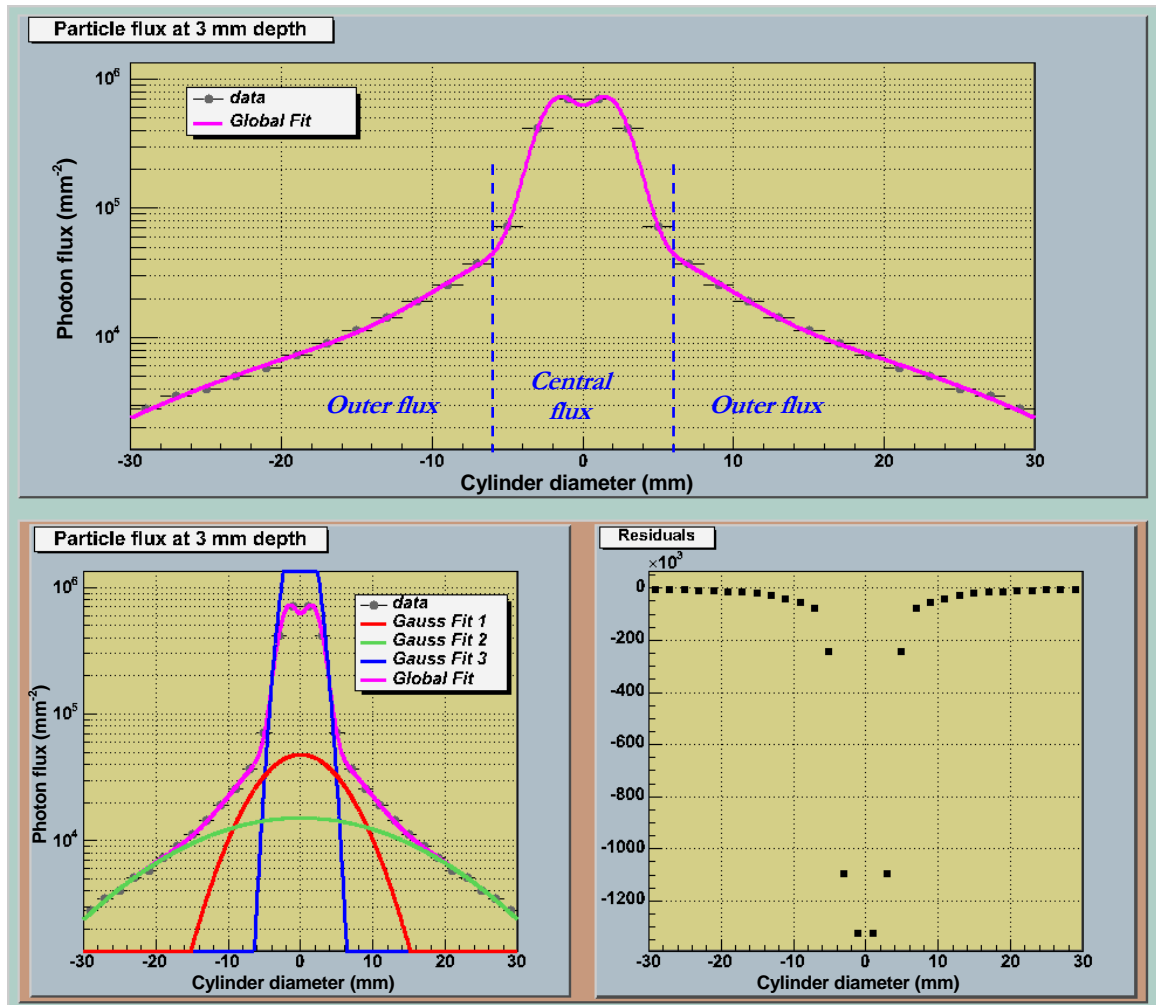 Particle flux at 3 mm depth
10^6
10^5
10^4
Photon flux (mm^-2)
data
Global Fit
Outer flux
Central
flux
Outer flux
-30 -20 -10 0 10 20 30
Cylinder diameter (mm)
Particle flux at 3 mm depth
10^6
10^5
10^4
Photon flux (mm^-2)
data
Gauss Fit 1
Gauss Fit 2
Gauss Fit 3
Global Fit
-30 -20 -10 0 10 20 30
Cylinder diameter (mm)
Residuals
×10^3
0
-200
-400
-600
-800
-1000
-1200
-30 -20 -10 0 10 20 30
Cylinder diameter (mm)